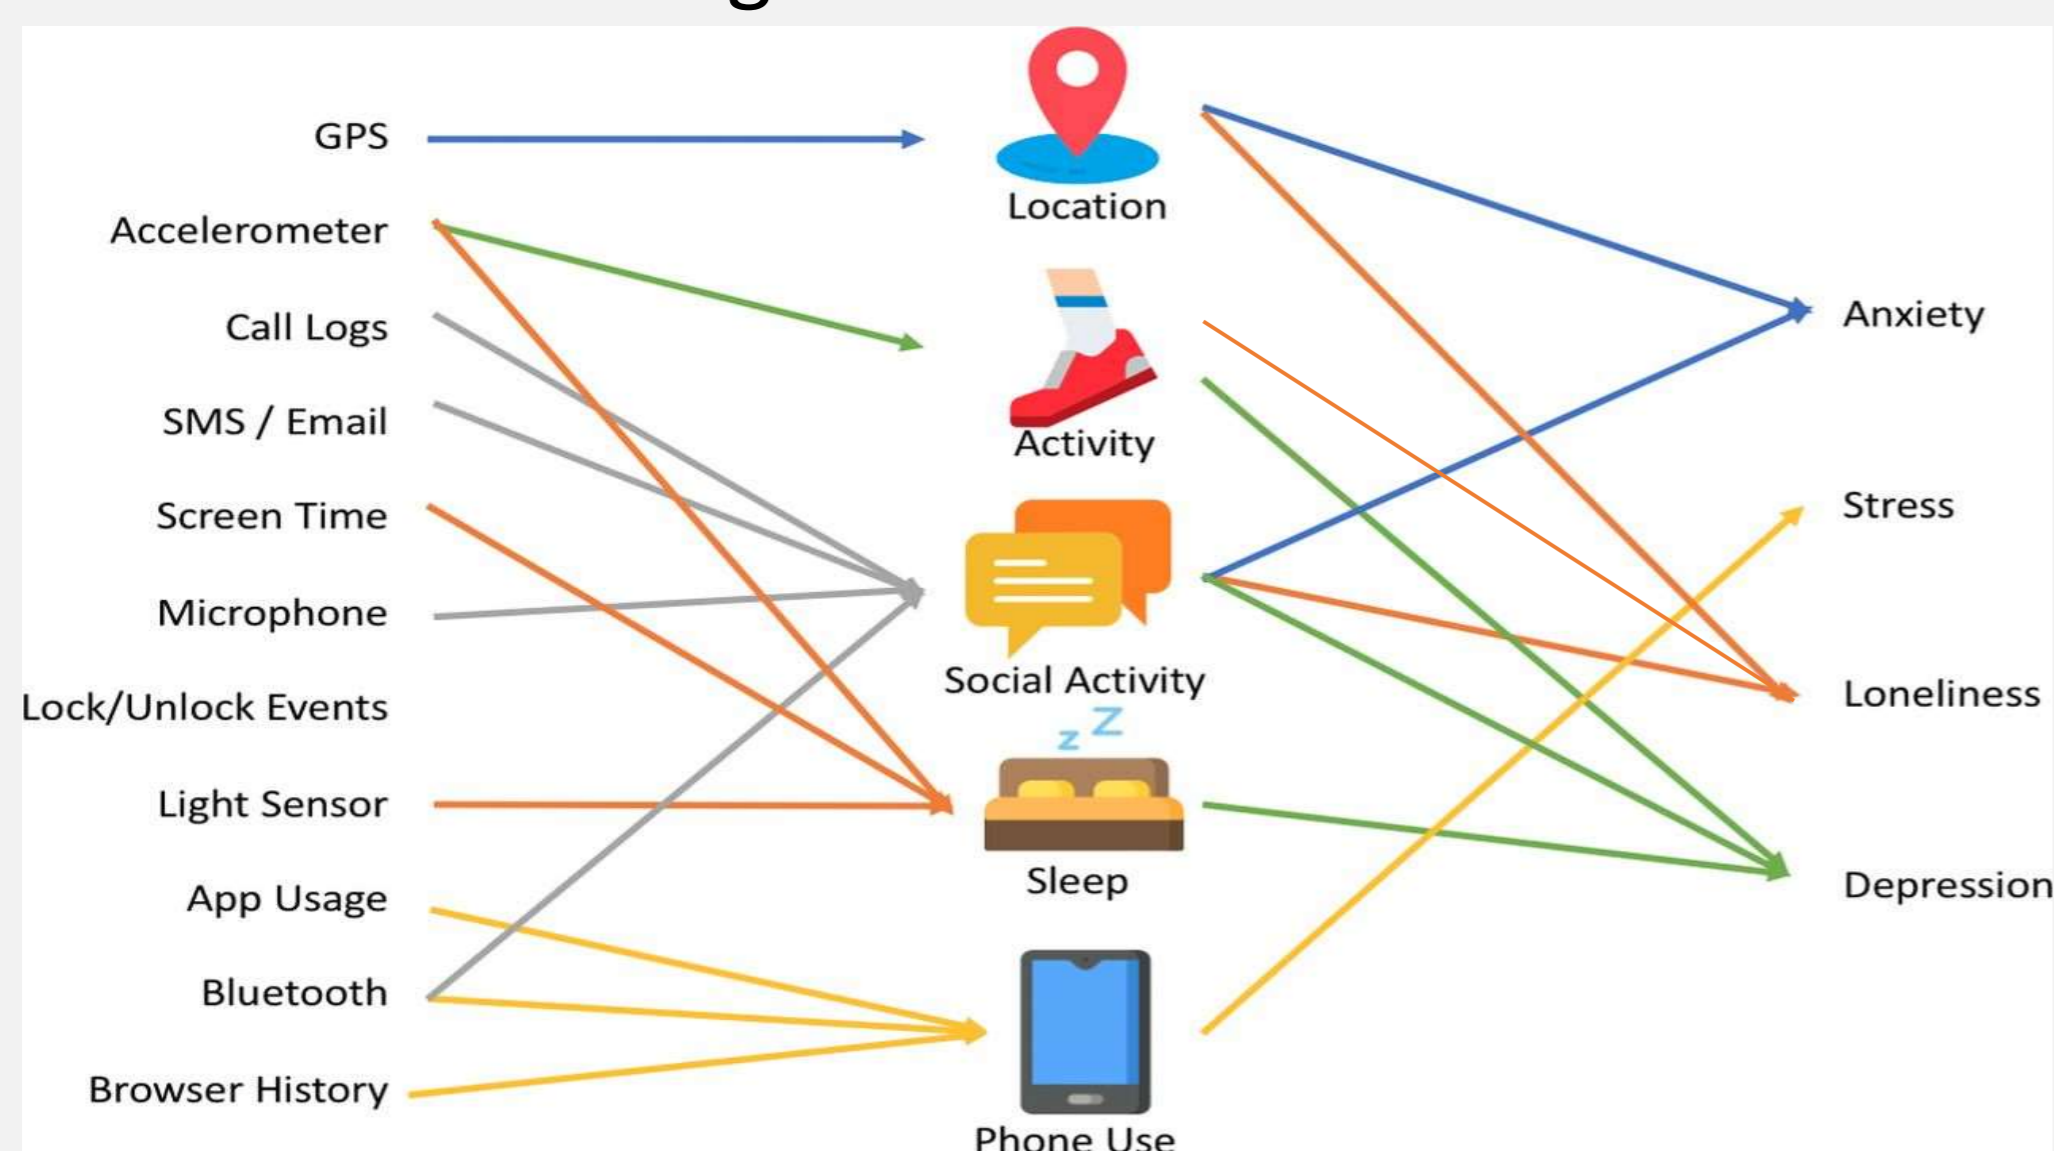 GPS
Accelerometer
Call Logs
SMS / Email
Screen Time
Microphone
Lock/Unlock Events
Light Sensor
App Usage
Bluetooth
Browser History
Location
Activity
Social Activity
z Z
Sleep
Phone Use
Anxiety
Stress
Loneliness
Depression